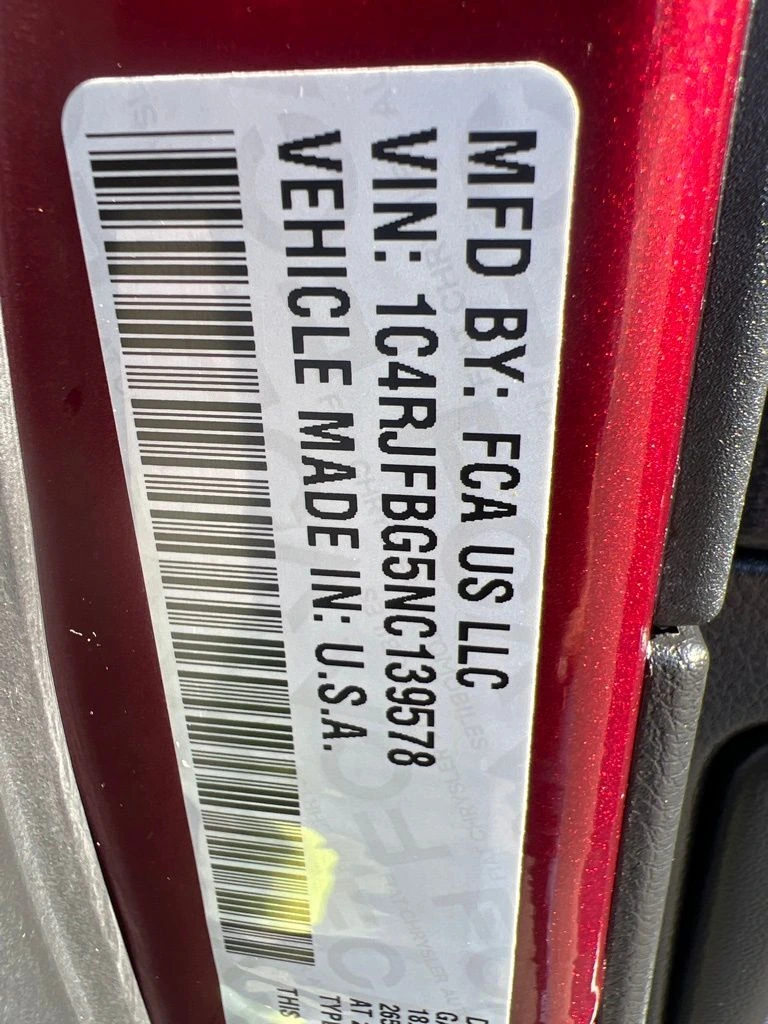 MFD BY: FCA US LLC
VIN: 1C4RJFBG5NC139578
VEHICLE MADE IN: U.S.A.